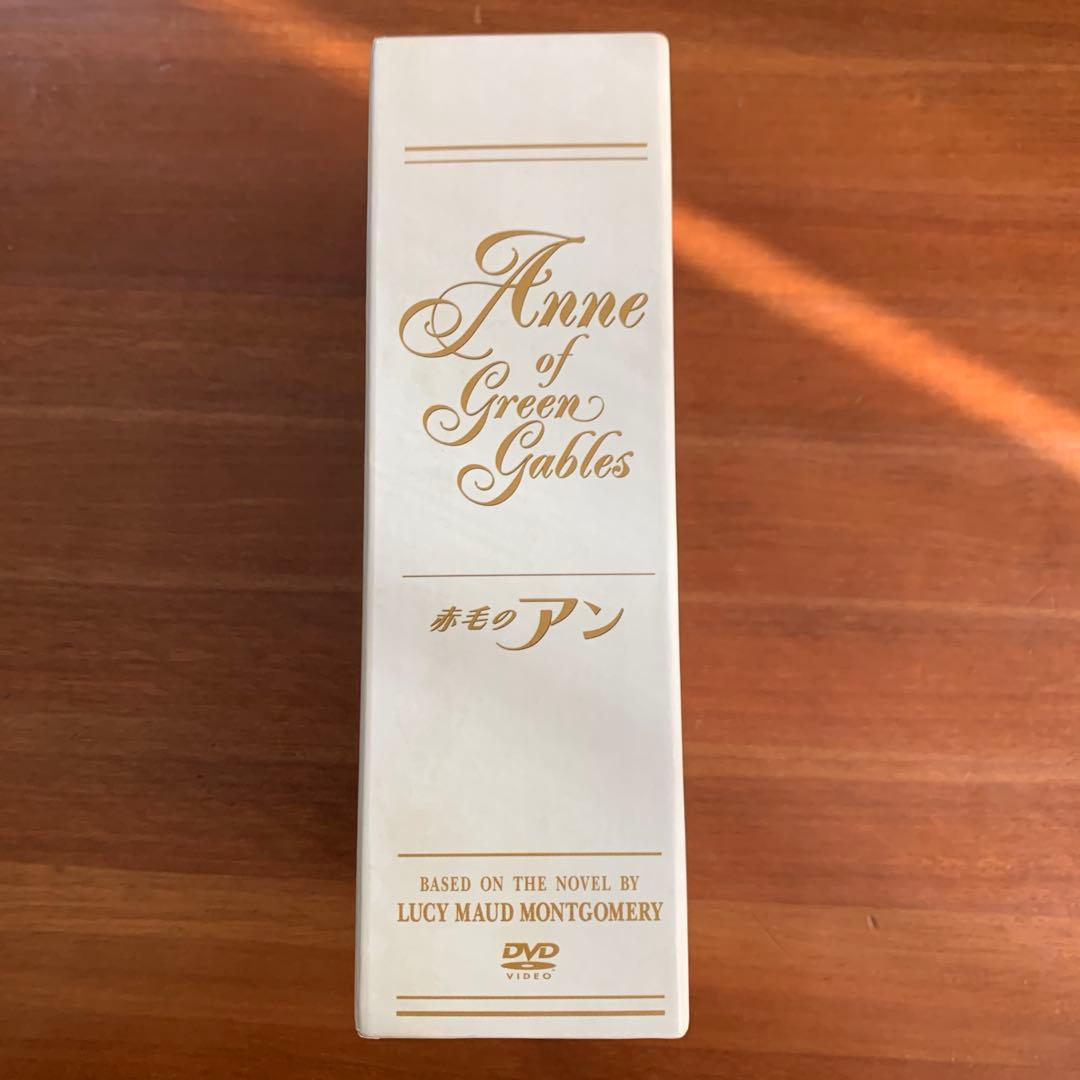 Anne
of
Green
Gables
赤毛のアン
BASED ON THE NOVEL BY
LUCY MAUD MONTGOMERY
DVD
VIDEO